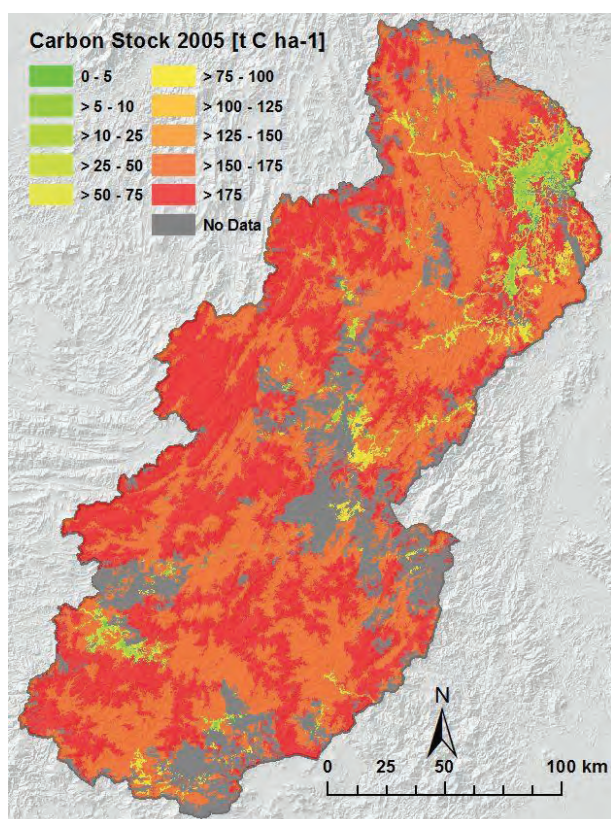 Carbon Stock 2005 [t C ha-1]
0 - 5
> 5 - 10
> 10 - 25
> 25 - 50
> 50 - 75
> 75 - 100
> 100 - 125
> 125 - 150
> 150 - 175
> 175
No Data
N
0 25 50 100 km